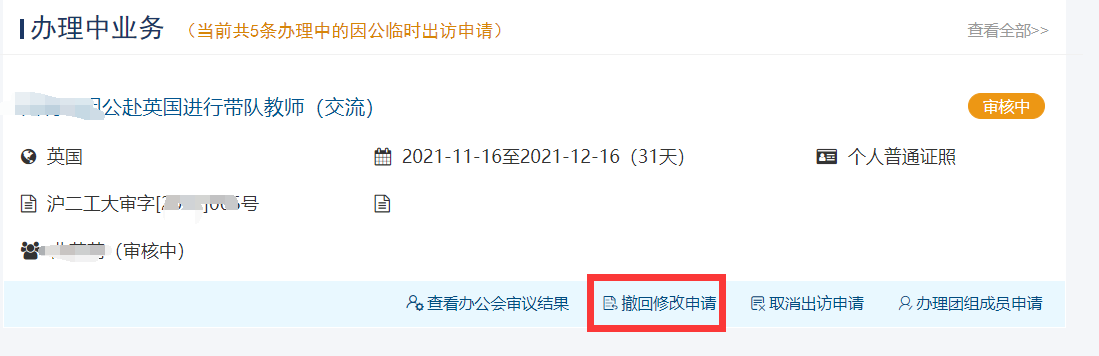 办理中业务 （当前共5条办理中的因公临时出访申请） 查看全部>>
公赴英国进行带队教师（交流） 审核中
英国 2021-11-16至2021-12-16（31天） 个人普通证照
沪二工大审字[ ]号
（审核中）
查看办公会审议结果 撤回修改申请 取消出访申请 办理团组成员申请